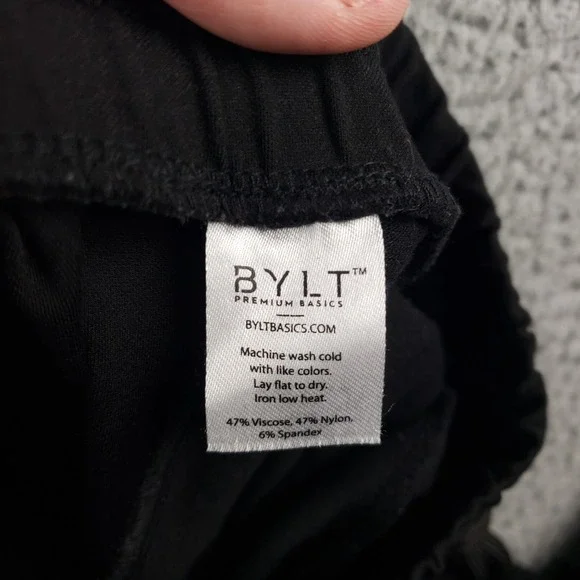 BYLT™
PREMIUM BASICS
BYLTBASICS.COM
Machine wash cold
with like colors.
Lay flat to dry.
Iron low heat.
47% Viscose, 47% Nylon,
6% Spandex